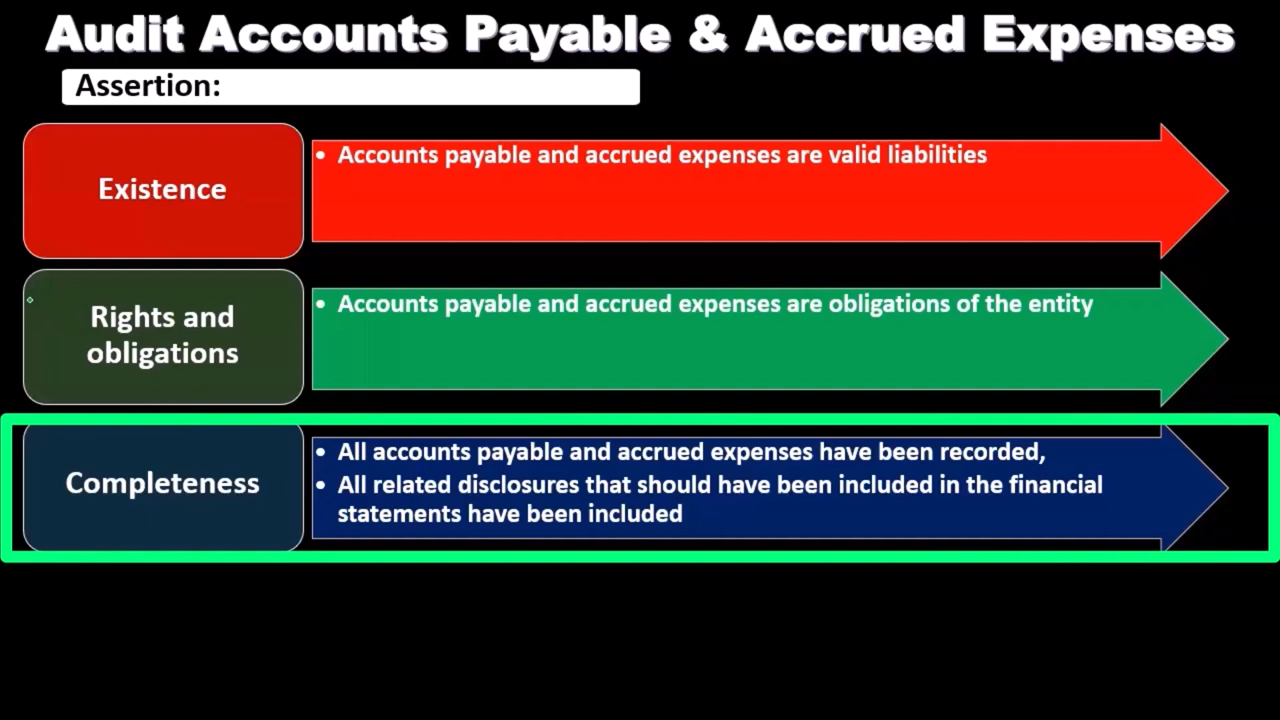 Audit Accounts Payable & Accrued Expenses
Assertion:
Existence
• Accounts payable and accrued expenses are valid liabilities
Rights and
obligations
• Accounts payable and accrued expenses are obligations of the entity
Completeness
• All accounts payable and accrued expenses have been recorded,
• All related disclosures that should have been included in the financial
statements have been included